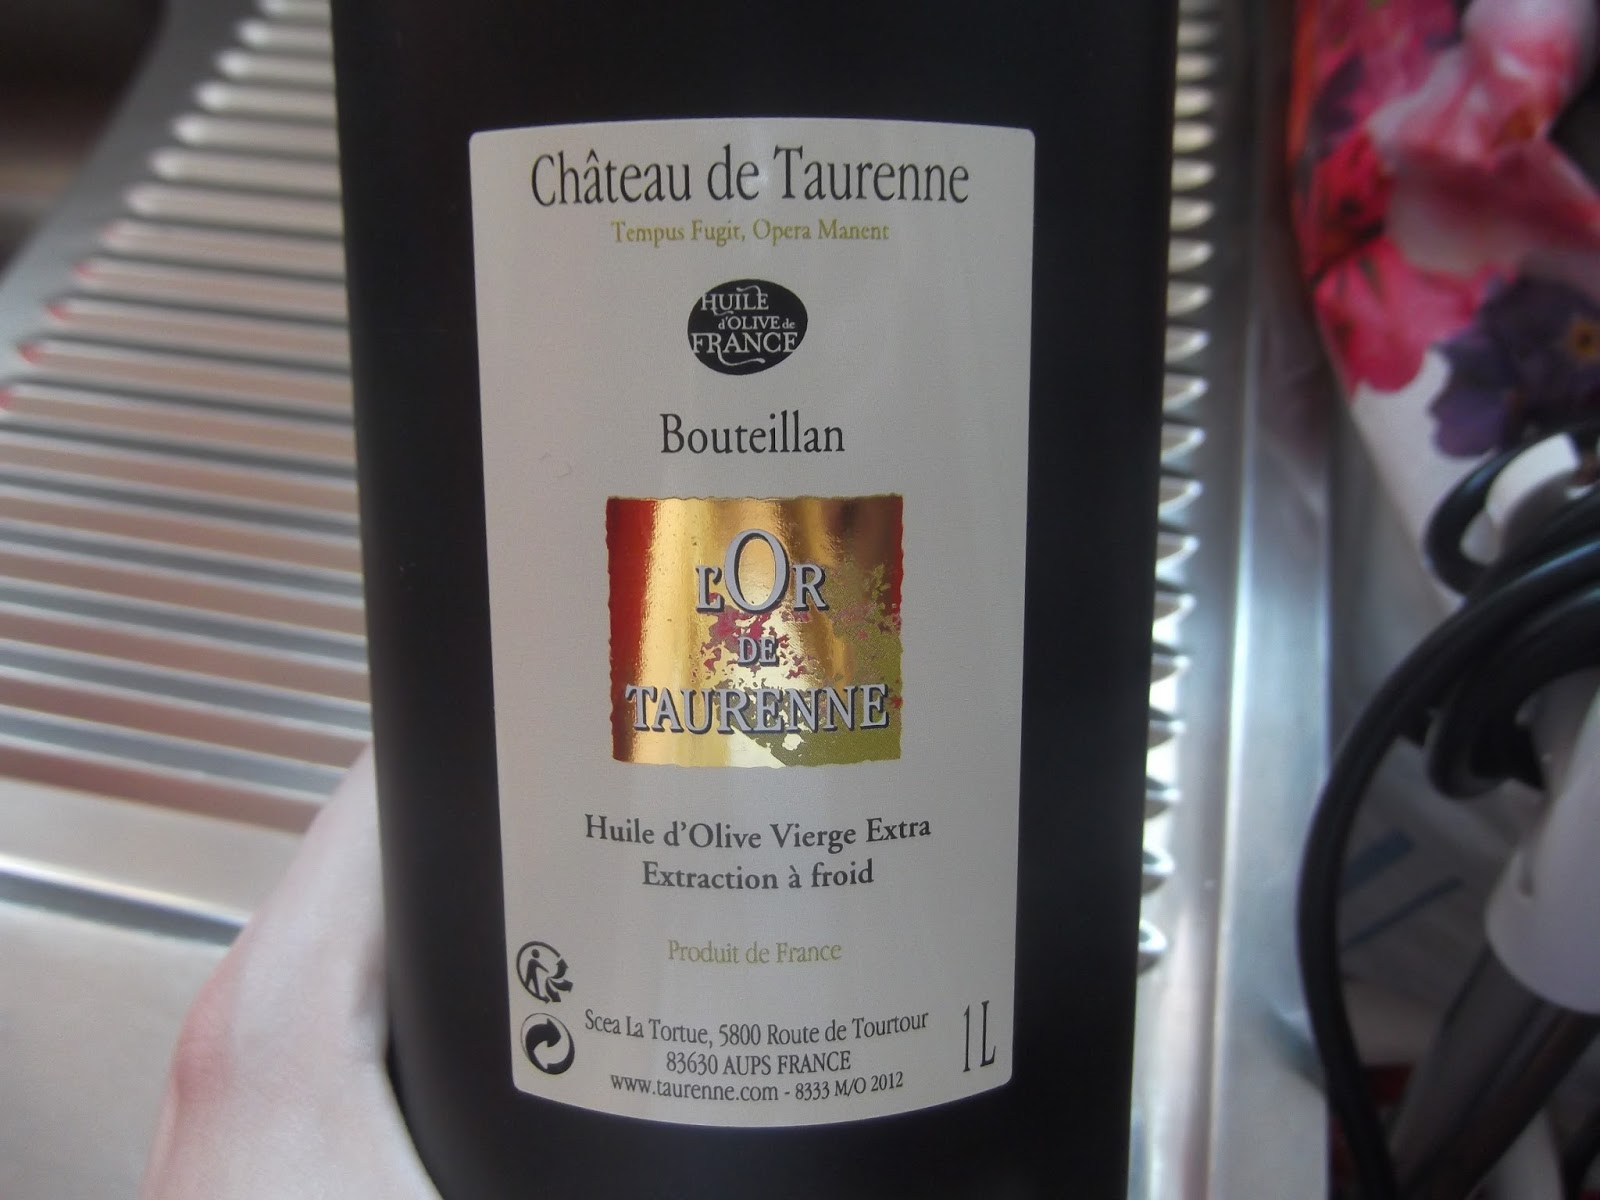 Château de Taurenne
Tempus Fugit, Opera Manent
HUILE
d'OLIVE de
FRANCE
Bouteillan
L'OR
DE
TAURENNE
Huile d'Olive Vierge Extra
Extraction à froid
Produit de France
Scea La Tortue, 5800 Route de Tourtour
83630 AUPS FRANCE
www.taurenne.com - 8333 M/O 2012
1L